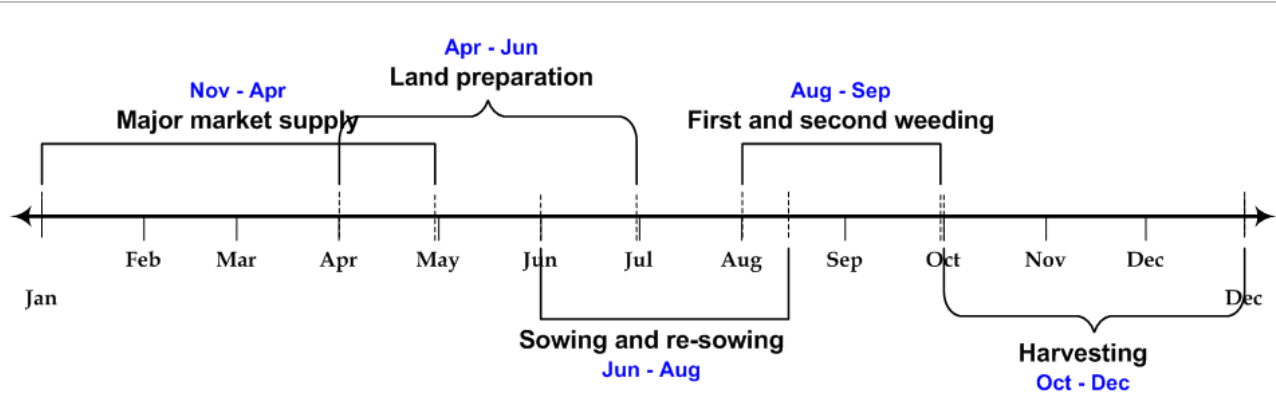 Apr - Jun
Land preparation
Nov - Apr
Major market supply
Aug - Sep
First and second weeding
Feb Mar Apr May Jun Jul Aug Sep Oct Nov Dec
Jan Dec
Sowing and re-sowing
Jun - Aug
Harvesting
Oct - Dec